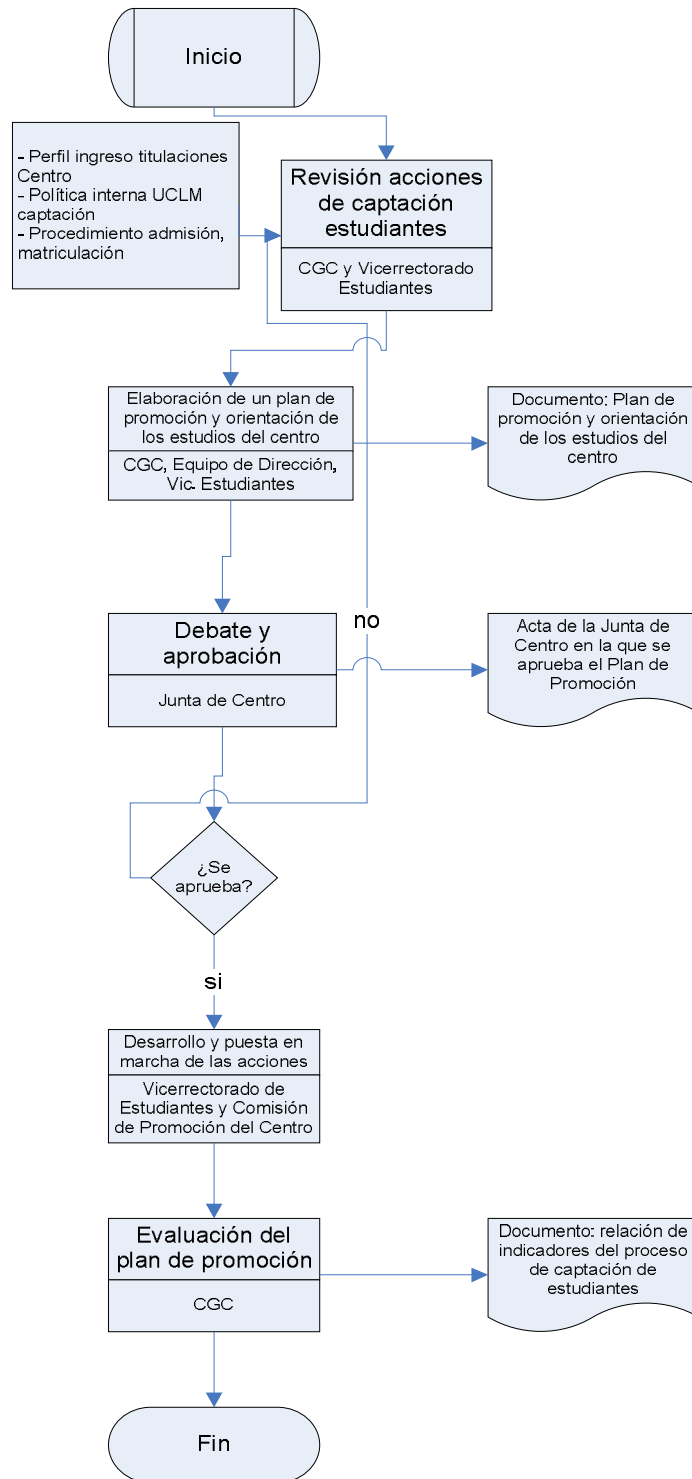 Inicio
- Perfil ingreso titulaciones
Centro
- Política interna UCLM
captación
- Procedimiento admisión,
matriculación
Revisión acciones
de captación
estudiantes
CGC y Vicerrectorado
Estudiantes
Elaboración de un plan de
promoción y orientación de
los estudios del centro
CGC, Equipo de Dirección,
Vic. Estudiantes
Documento: Plan de
promoción y orientación
de los estudios del
centro
no
Debate y
aprobación
Junta de Centro
Acta de la Junta de
Centro en la que se
aprueba el Plan de
Promoción
¿Se
aprueba?
si
Desarrollo y puesta en
marcha de las acciones
Vicerrectorado de
Estudiantes y Comisión
de Promoción del Centro
Evaluación del
plan de promoción
CGC
Documento: relación de
indicadores del proceso
de captación de
estudiantes
Fin